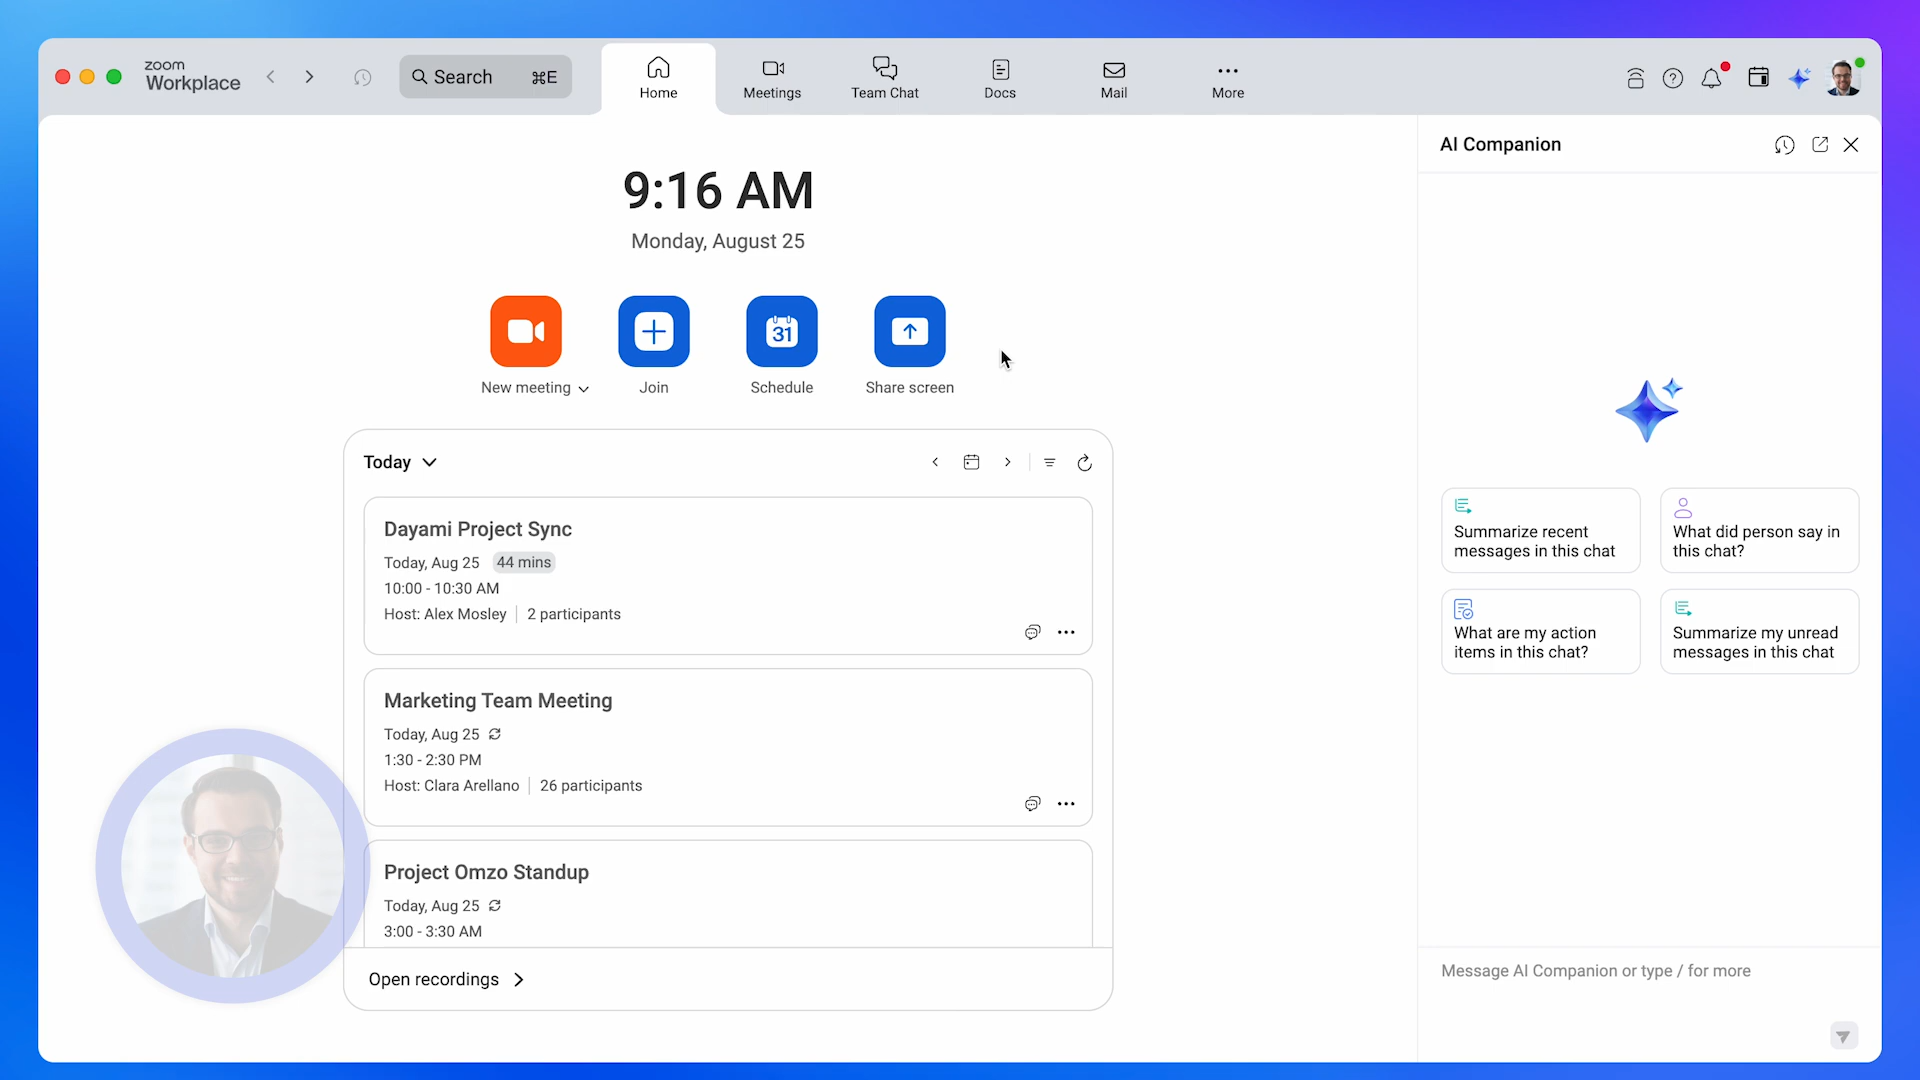 zoom
Workplace
Search ⌘E
Home
Meetings
Team Chat
Docs
Mail
More
AI Companion
9:16 AM
Monday, August 25
New meeting
Join
31
Schedule
Share screen
Today
Dayami Project Sync
Today, Aug 25 44 mins
10:00 - 10:30 AM
Host: Alex Mosley | 2 participants
Marketing Team Meeting
Today, Aug 25
1:30 - 2:30 PM
Host: Clara Arellano | 26 participants
Project Omzo Standup
Today, Aug 25
3:00 - 3:30 AM
Open recordings
Summarize recent
messages in this chat
What did person say in
this chat?
What are my action
items in this chat?
Summarize my unread
messages in this chat
Message AI Companion or type / for more